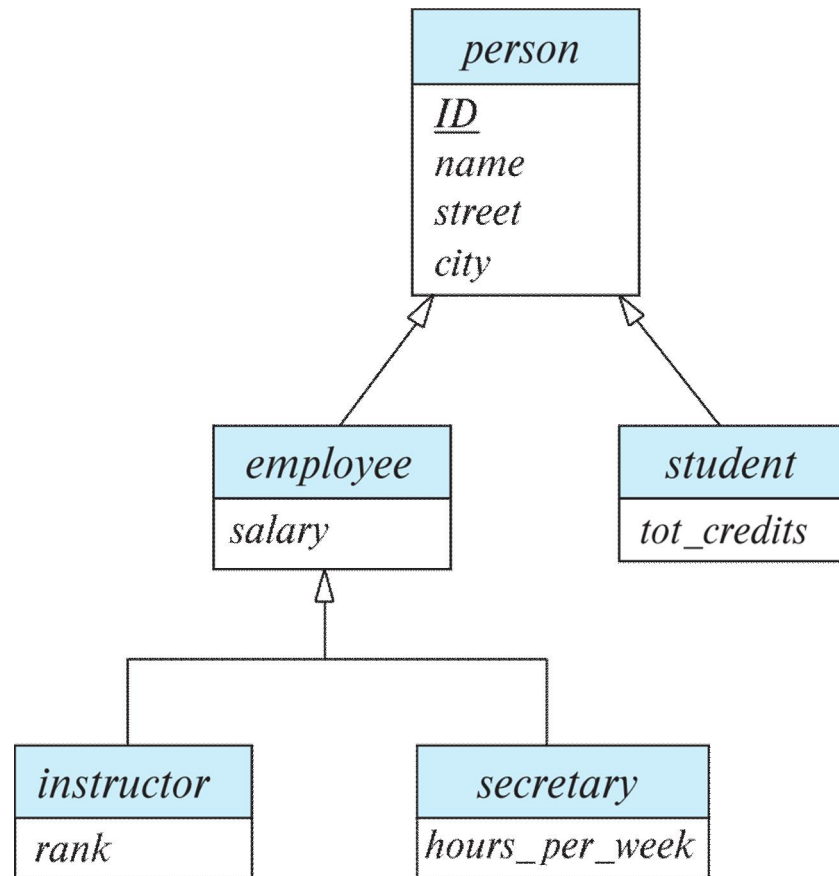 person
ID
name
street
city
employee
salary
student
tot_credits
instructor
rank
secretary
hours_per_week